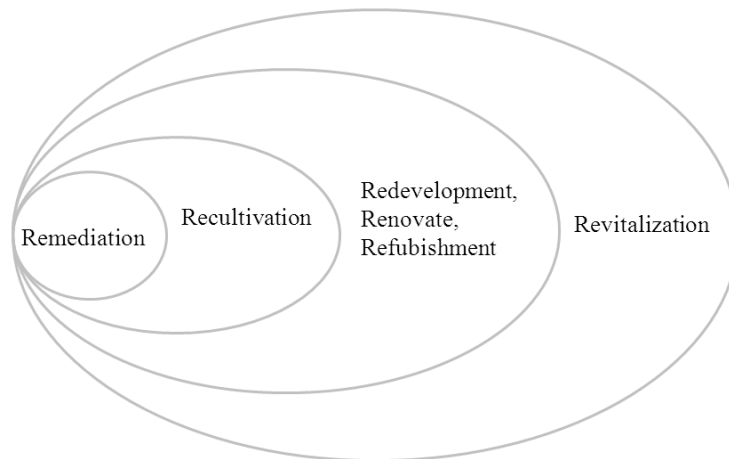 Remediation
Recultivation
Redevelopment,
Renovate,
Refubishment
Revitalization